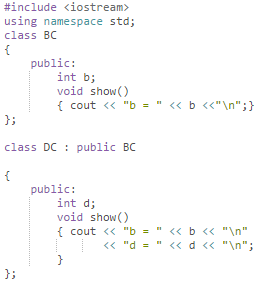 #include <iostream>
using namespace std;
class BC
{
    public:
        int b;
        void show()
        { cout << "b = " << b <<"\n";}
};

class DC : public BC

{
    public:
        int d;
        void show()
        { cout << "b = " << b << "\n"
               << "d = " << d << "\n";
        }
};